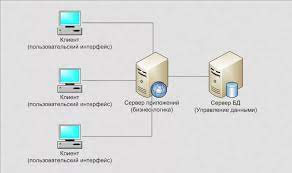 Клиент
(пользовательский интерфейс)
Клиент
(пользовательский интерфейс)
Сервер приложений
(бизнес-логика)
Сервер БД
(Управление данными)
Клиент
(пользовательский интерфейс)